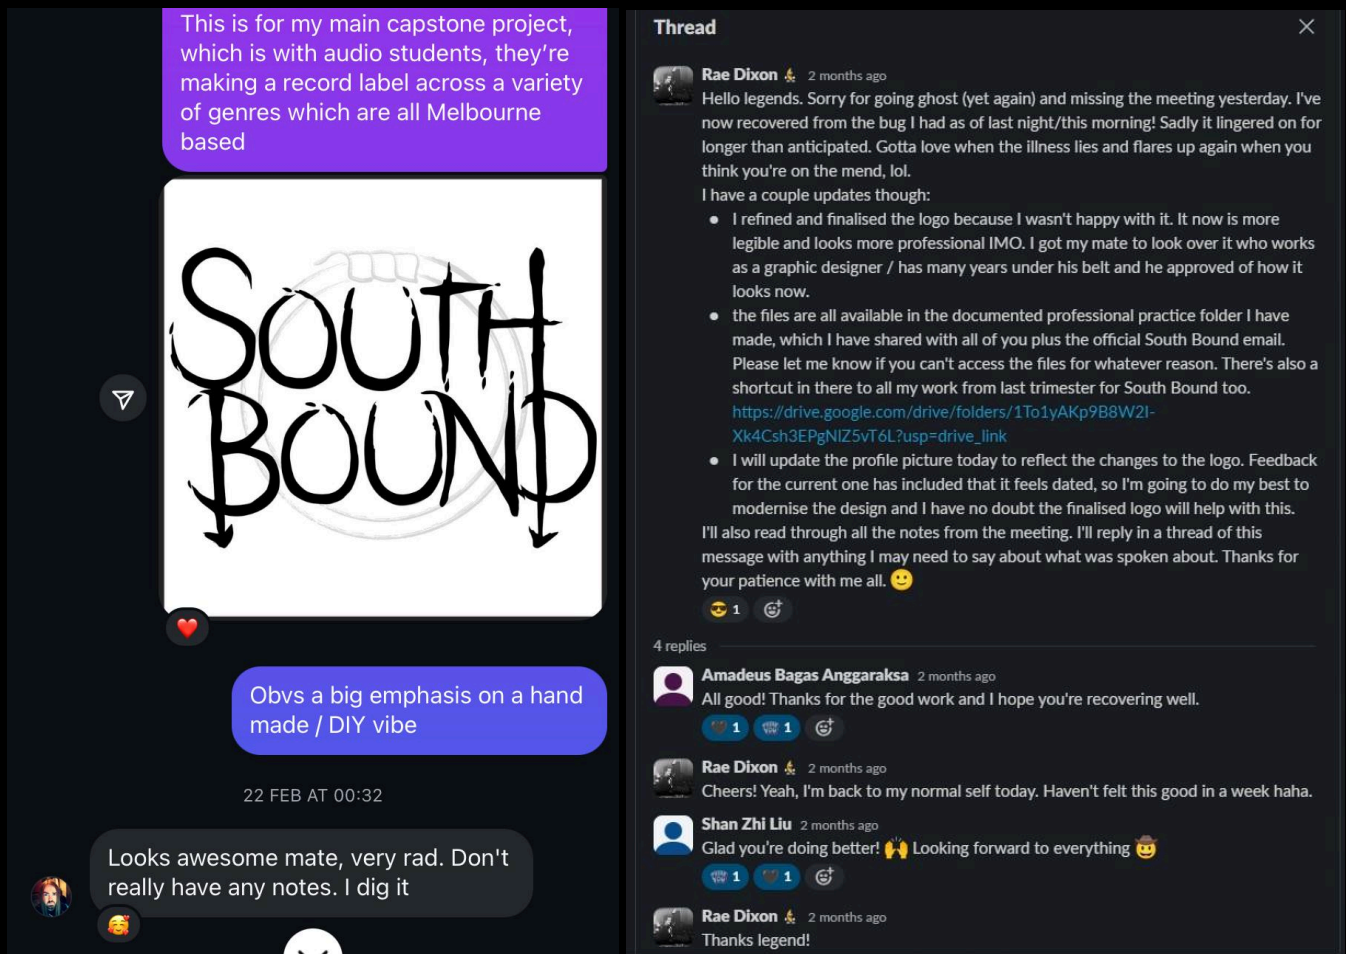 This is for my main capstone project,
which is with audio students, they're
making a record label across a variety
of genres which are all Melbourne
based
SOUTH
BOUND
Obvs a big emphasis on a hand
made / DIY vibe
22 FEB AT 00:32
Looks awesome mate, very rad. Don't
really have any notes. I dig it
Thread
Rae Dixon 2 months ago
Hello legends. Sorry for going ghost (yet again) and missing the meeting yesterday. I've
now recovered from the bug I had as of last night/this morning! Sadly it lingered on for
longer than anticipated. Gotta love when the illness lies and flares up again when you
think you're on the mend, lol.
I have a couple updates though:
• I refined and finalised the logo because I wasn't happy with it. It now is more
legible and looks more professional IMO. I got my mate to look over it who works
as a graphic designer / has many years under his belt and he approved of how it
looks now.
• the files are all available in the documented professional practice folder I have
made, which I have shared with all of you plus the official South Bound email.
Please let me know if you can't access the files for whatever reason. There's also a
shortcut in there to all my work from last trimester for South Bound too.
https://drive.google.com/drive/folders/1To1yAKp9B8W2I-
Xk4Csh3EPgNlZ5vT6L?usp=drive_link
• I will update the profile picture today to reflect the changes to the logo. Feedback
for the current one has included that it feels dated, so I'm going to do my best to
modernise the design and I have no doubt the finalised logo will help with this.
I'll also read through all the notes from the meeting. I'll reply in a thread of this
message with anything I may need to say about what was spoken about. Thanks for
your patience with me all. 🙂
😎 1
4 replies
Amadeus Bagas Anggaraksa 2 months ago
All good! Thanks for the good work and I hope you're recovering well.
1 1
Rae Dixon 2 months ago
Cheers! Yeah, I'm back to my normal self today. Haven't felt this good in a week haha.
Shan Zhi Liu 2 months ago
Glad you're doing better! 🙌 Looking forward to everything 🤠
1 1
Rae Dixon 2 months ago
Thanks legend!